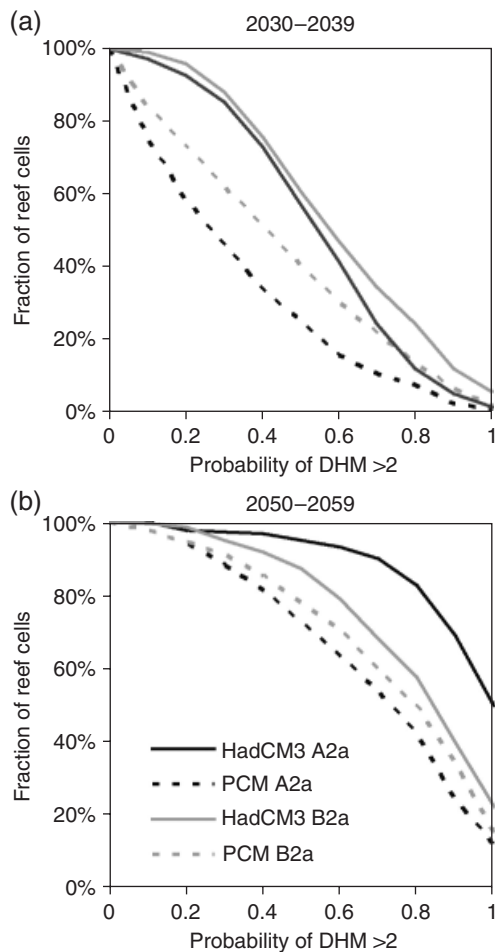 (a)
2030–2039
100%
80%
60%
40%
20%
0%
Fraction of reef cells
0 0.2 0.4 0.6 0.8 1
Probability of DHM >2
(b)
2050–2059
100%
80%
60%
40%
20%
0%
Fraction of reef cells
HadCM3 A2a
PCM A2a
HadCM3 B2a
PCM B2a
0 0.2 0.4 0.6 0.8 1
Probability of DHM >2